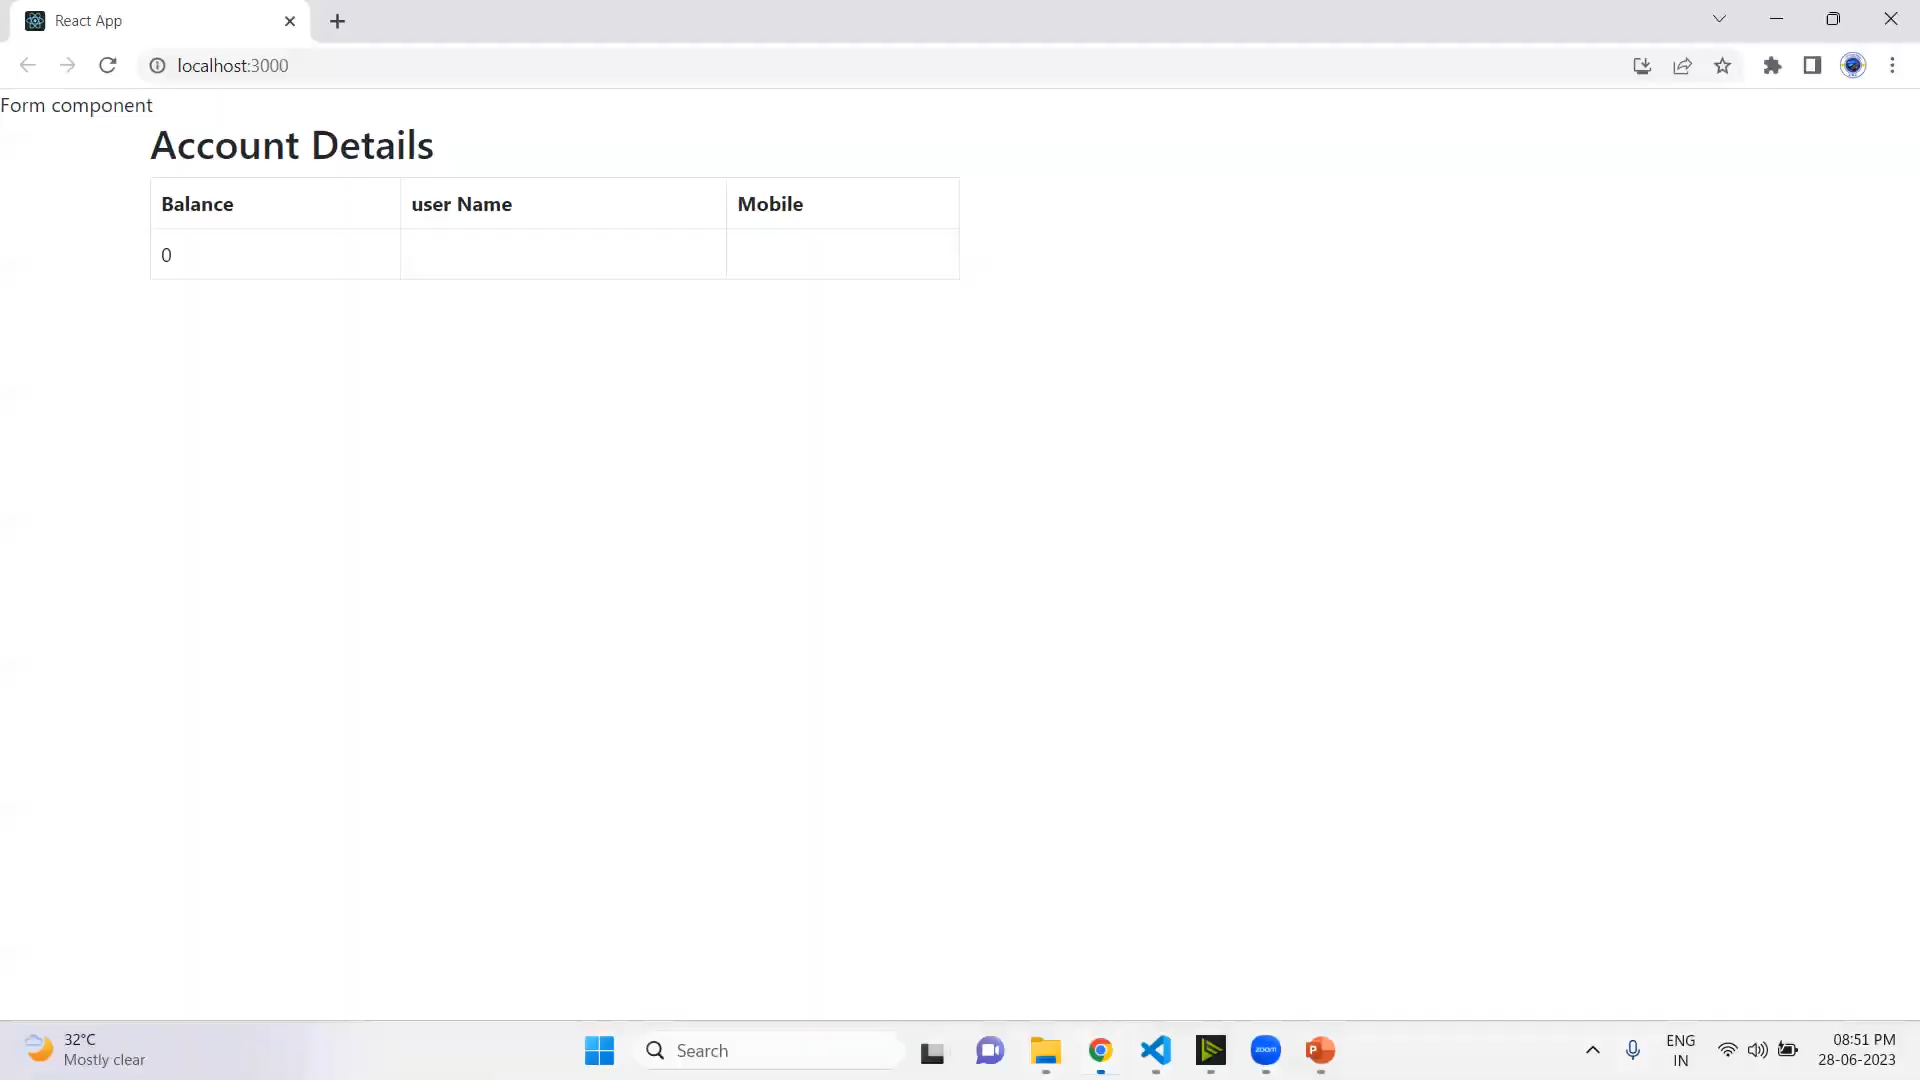 React App
localhost:3000
Form component
Account Details
Balance user Name Mobile
0
32°C
Mostly clear
Search
zoom
ENG
IN
08:51 PM
28-06-2023